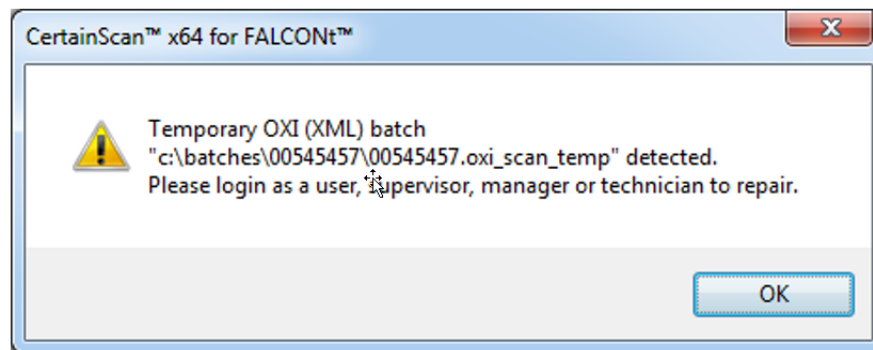 CertainScan™ x64 for FALCONt™
Temporary OXI (XML) batch
"c:\batches\00545457\00545457.oxi_scan_temp" detected.
Please login as a user, supervisor, manager or technician to repair.
OK